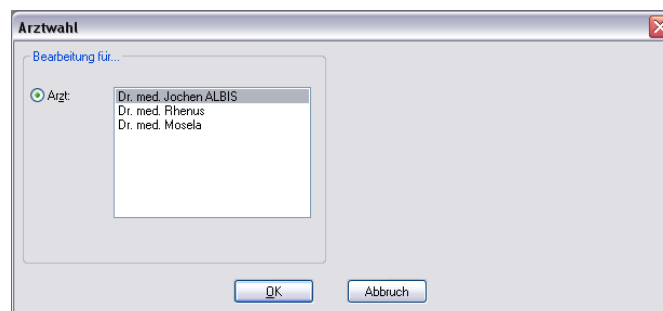 Arztwahl
Bearbeitung für...
Arzt:
Dr. med. Jochen ALBIS
Dr. med. Rhenus
Dr. med. Mosela
OK
Abbruch